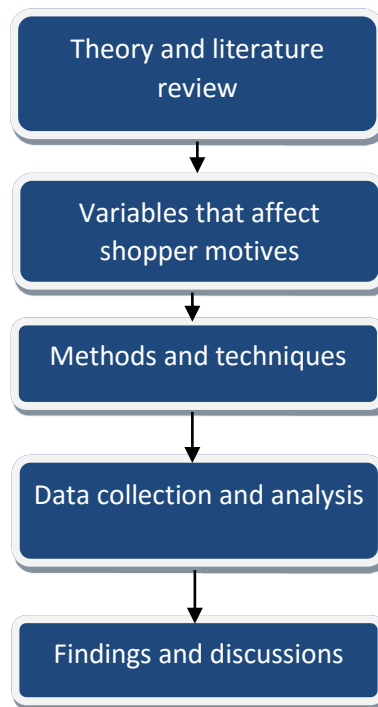 Theory and literature
review
Variables that affect
shopper motives
Methods and techniques
Data collection and analysis
Findings and discussions